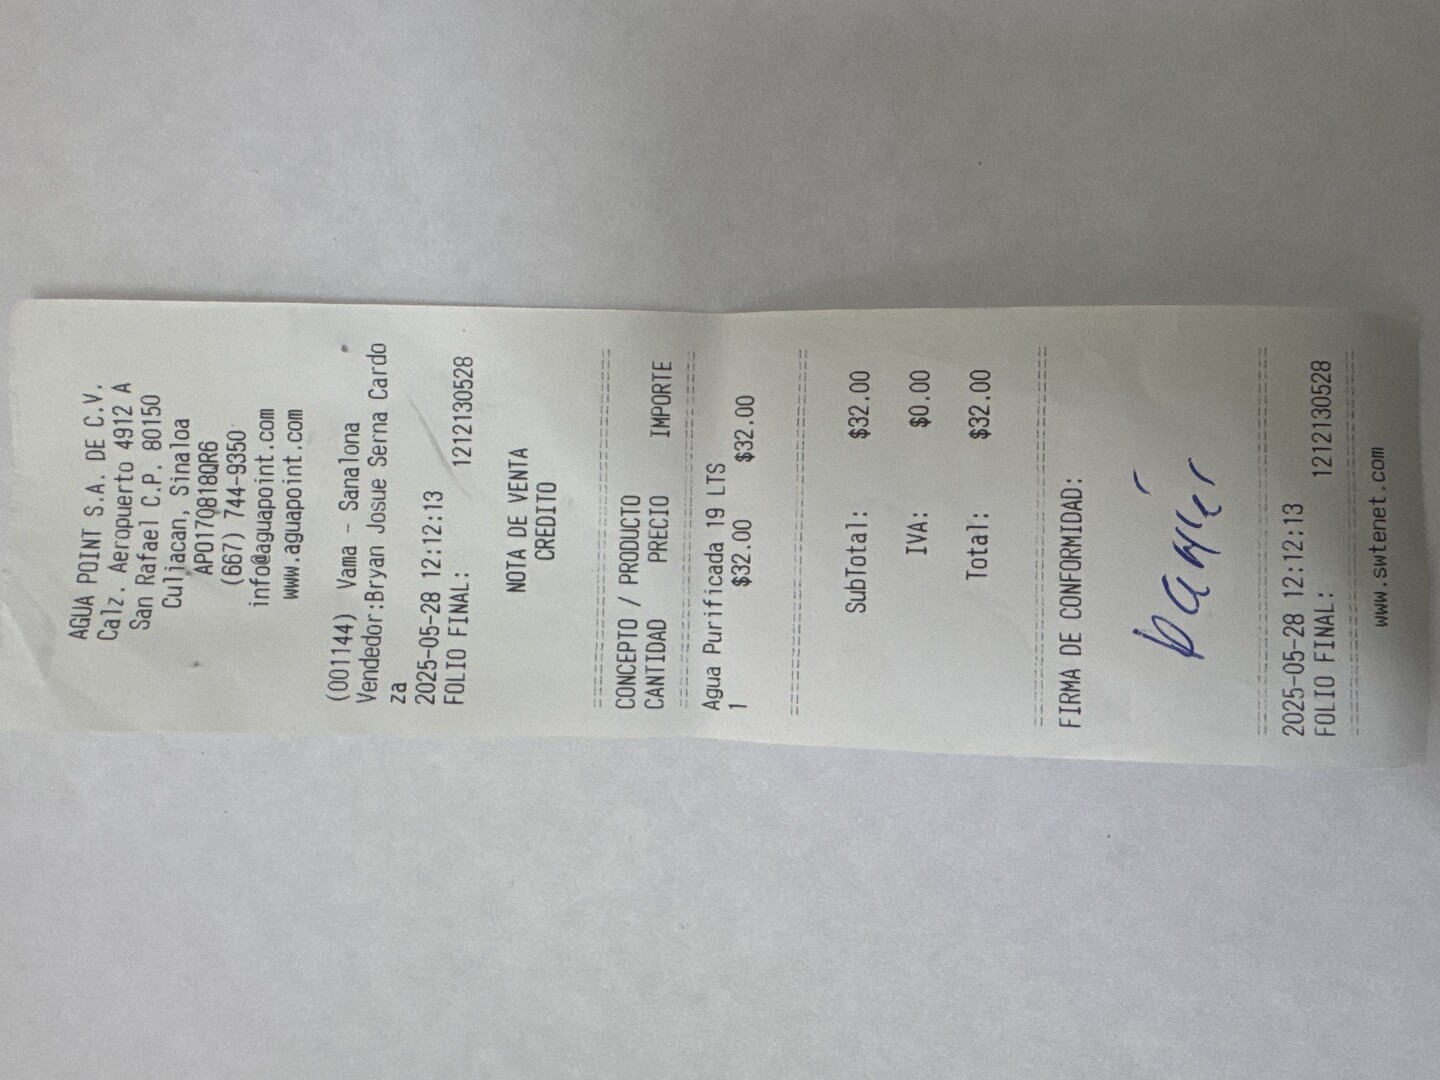 AGUA POINT S.A. DE C.V.
Calz. Aeropuerto 4912 A
San Rafael C.P. 80150
Culiacan, Sinaloa
APO170818QR6
(667) 744-9350
info@aguapoint.com
www.aguapoint.com
(001144) Vama - Sanalona
Vendedor:Bryan Josue Serna Cardo
za
2025-05-28 12:12:13
FOLIO FINAL: 1212130528
NOTA DE VENTA
CREDITO
CONCEPTO / PRODUCTO
CANTIDAD PRECIO IMPORTE
Agua Purificada 19 LTS
1 $32.00 $32.00
SubTotal: $32.00
IVA: $0.00
Total: $32.00
FIRMA DE CONFORMIDAD:
2025-05-28 12:12:13
FOLIO FINAL: 1212130528
www.swtenet.com